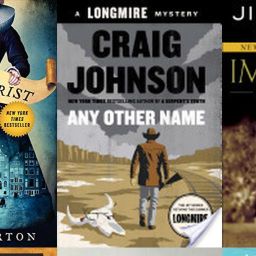 RIST
NEW YORK TIMES
BESTSELLER
RTON
A LONGMIRE MYSTERY
CRAIG
JOHNSON
NEW YORK TIMES BESTSELLING AUTHOR OF A SERPENT'S TOOTH
ANY OTHER NAME
LONGMIRE
JI
NE
IM